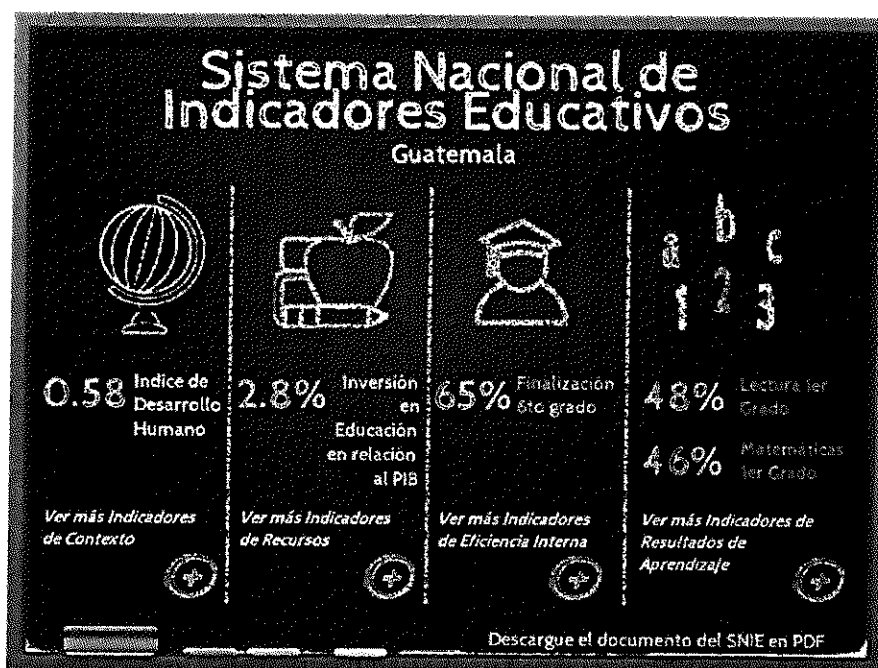 Sistema Nacional de
Indicadores Educativos
Guatemala
a b c
1 2 3
0.58 Indice de
Desarrollo
Humano
2.8% Inversión
en
Educación
en relación
al PIB
65% Finalización
6to grado
48% Lectura 1er
Grado
46% Matemáticas
1er Grado
Ver más Indicadores
de Contexto
Ver más Indicadores
de Recursos
Ver más Indicadores
de Eficiencia Interna
Ver más Indicadores de
Resultados de
Aprendizaje
Descargue el documento del SNIE en PDF